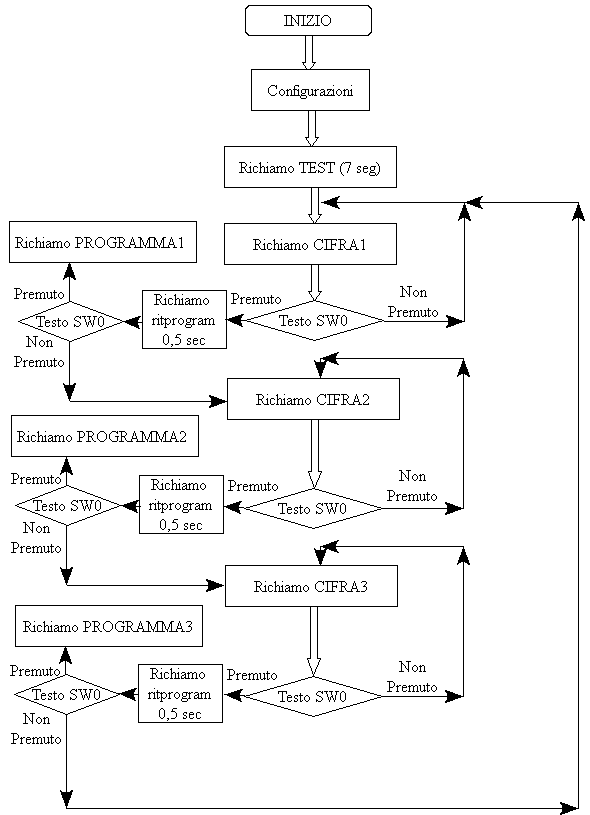 INIZIO
Configurazioni
Richiamo TEST (7 seg)
Richiamo PROGRAMMA1
Richiamo CIFRA1
Premuto
Testo SW0
Non
Premuto
Richiamo
ritprogram
0,5 sec
Premuto
Testo SW0
Non
Premuto
Richiamo CIFRA2
Richiamo PROGRAMMA2
Premuto
Testo SW0
Non
Premuto
Richiamo
ritprogram
0,5 sec
Premuto
Testo SW0
Non
Premuto
Richiamo CIFRA3
Richiamo PROGRAMMA3
Premuto
Testo SW0
Non
Premuto
Richiamo
ritprogram
0,5 sec
Premuto
Testo SW0
Non
Premuto